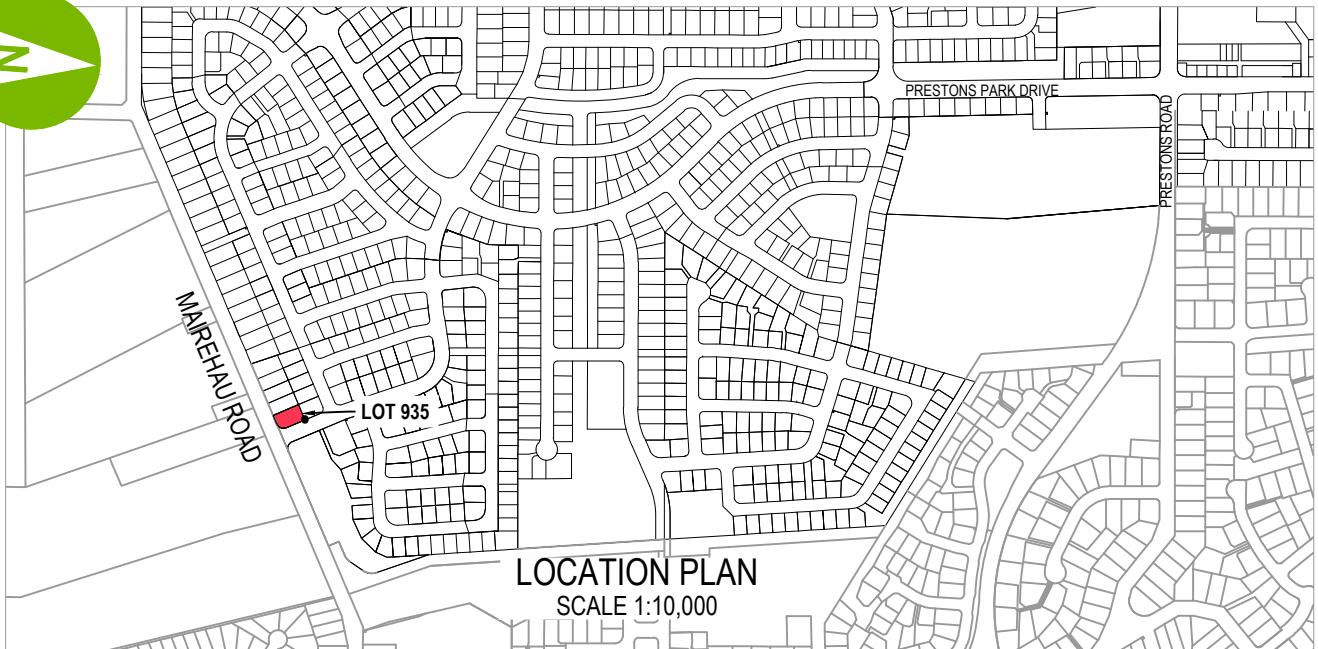 N
PRESTONS PARK DRIVE
PRESTONS ROAD
MAIREHAU ROAD
LOT 935
LOCATION PLAN
SCALE 1:10,000